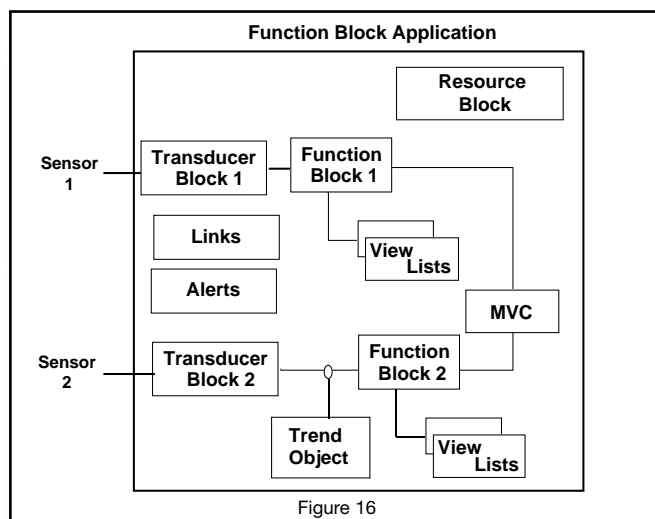 Function Block Application
Resource
Block
Sensor
1
Transducer
Block 1
Function
Block 1
Links
View
Lists
Alerts
MVC
Sensor
2
Transducer
Block 2
Function
Block 2
Trend
Object
View
Lists
Figure 16